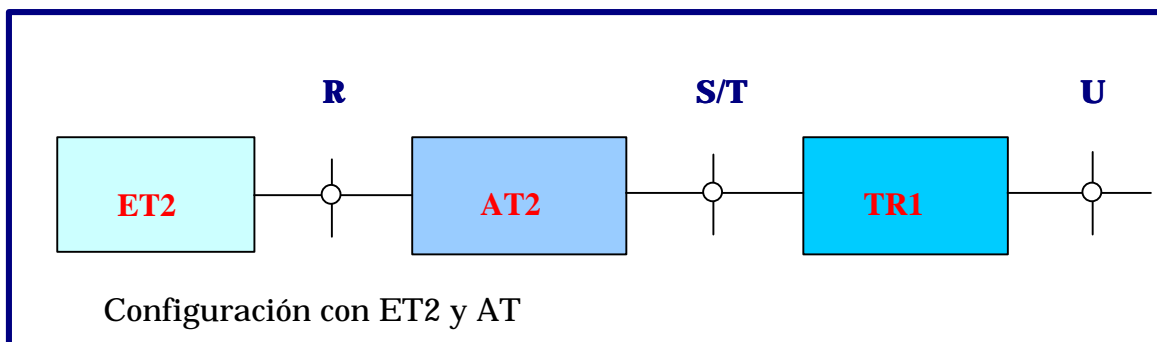 R S/T U
ET2 AT2 TR1
Configuración con ET2 y AT